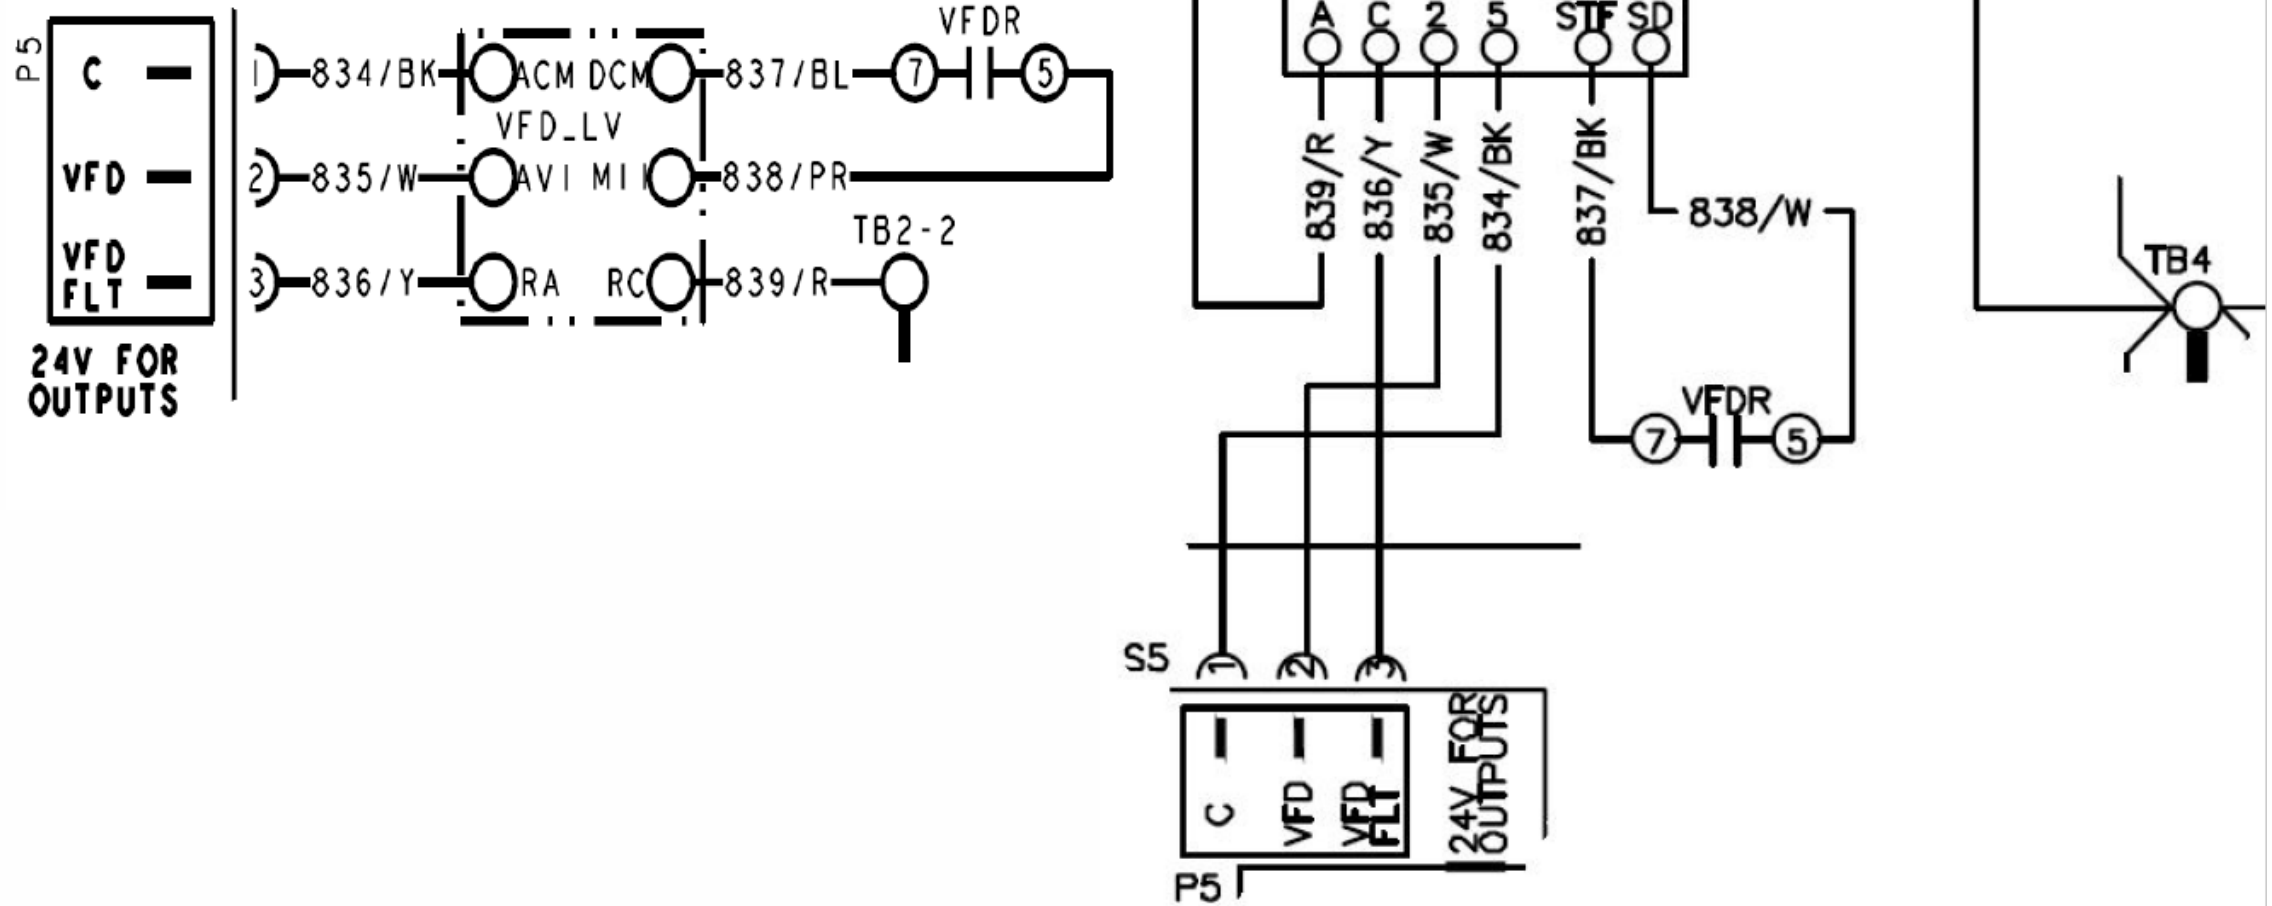 P5
C
VFD
VFD
FLT
24V FOR
OUTPUTS
1
834/BK
ACM DCM
837/BL
VFDR
7
5
VFD_LV
2
835/W
AVI MI1
838/PR
3
836/Y
RA RC
839/R
TB2-2
A C 2 5 STF SD
839/R
836/Y
835/W
834/BK
837/BK
838/W
VFDR
7
5
TB4
S5
1
2
3
C
VFD
VFD
FLT
24V FOR
OUTPUTS
P5